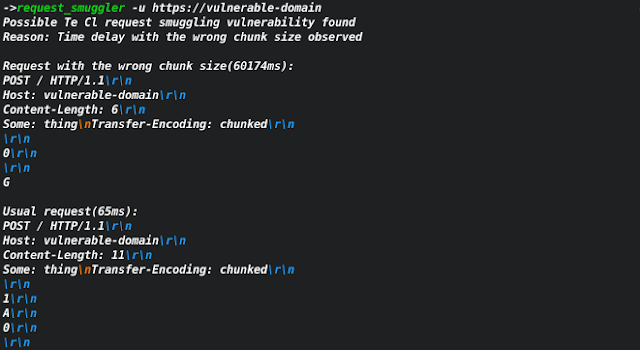 ->request_smuggler -u https://vulnerable-domain
Possible Te Cl request smuggling vulnerability found
Reason: Time delay with the wrong chunk size observed
Request with the wrong chunk size(60174ms):
POST / HTTP/1.1\r\n
Host: vulnerable-domain\r\n
Content-Length: 6\r\n
Some: thing\nTransfer-Encoding: chunked\r\n
\r\n
0\r\n
\r\n
G
Usual request(65ms):
POST / HTTP/1.1\r\n
Host: vulnerable-domain\r\n
Content-Length: 11\r\n
Some: thing\nTransfer-Encoding: chunked\r\n
\r\n
1\r\n
A\r\n
0\r\n
\r\n